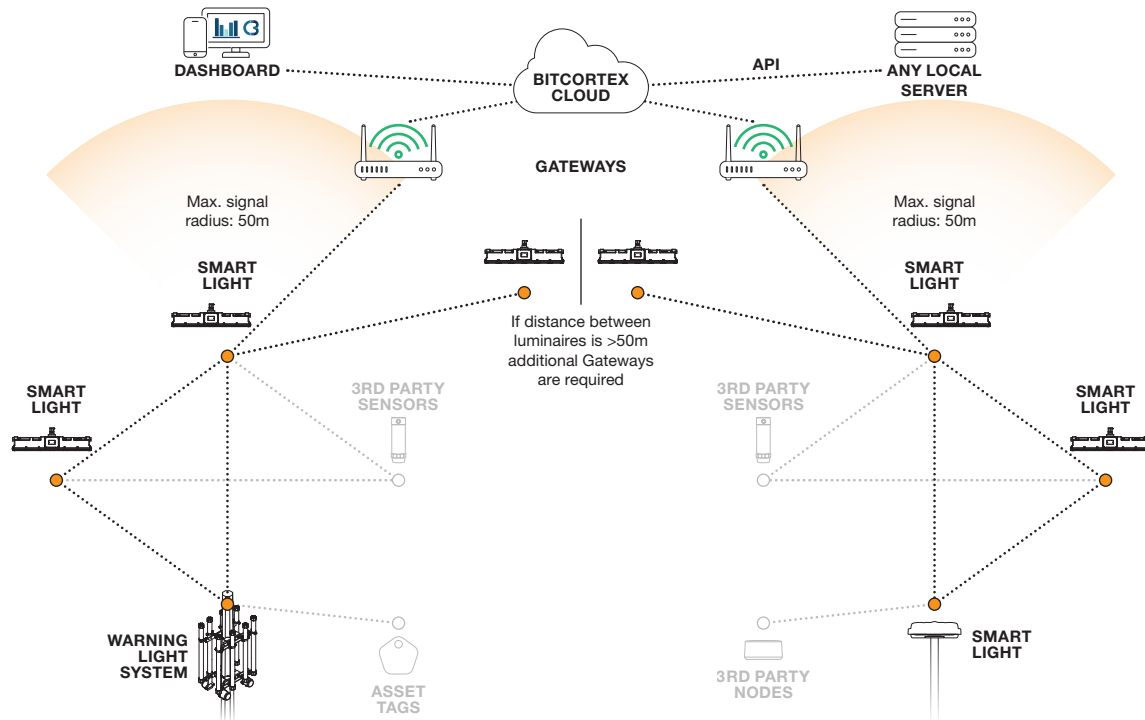 DASHBOARD
BITCORTEX
CLOUD
API
ANY LOCAL
SERVER
GATEWAYS
Max. signal
radius: 50m
Max. signal
radius: 50m
SMART
LIGHT
SMART
LIGHT
If distance between
luminaires is >50m
additional Gateways
are required
SMART
LIGHT
3RD PARTY
SENSORS
3RD PARTY
SENSORS
SMART
LIGHT
WARNING
LIGHT
SYSTEM
ASSET
TAGS
3RD PARTY
NODES
SMART
LIGHT